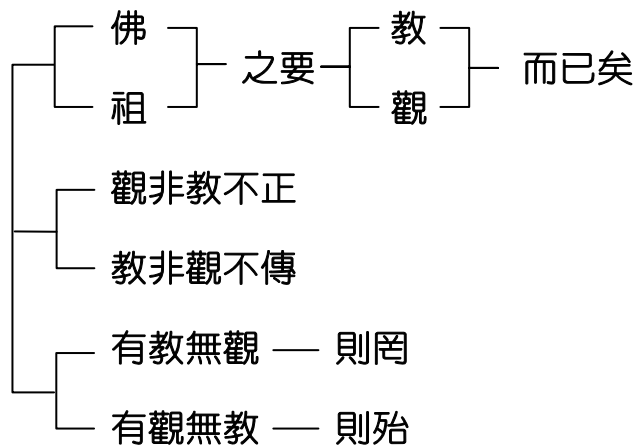 佛 教
之要 而已矣
祖 觀
觀非教不正
教非觀不傳
有教無觀 則罔
有觀無教 則殆